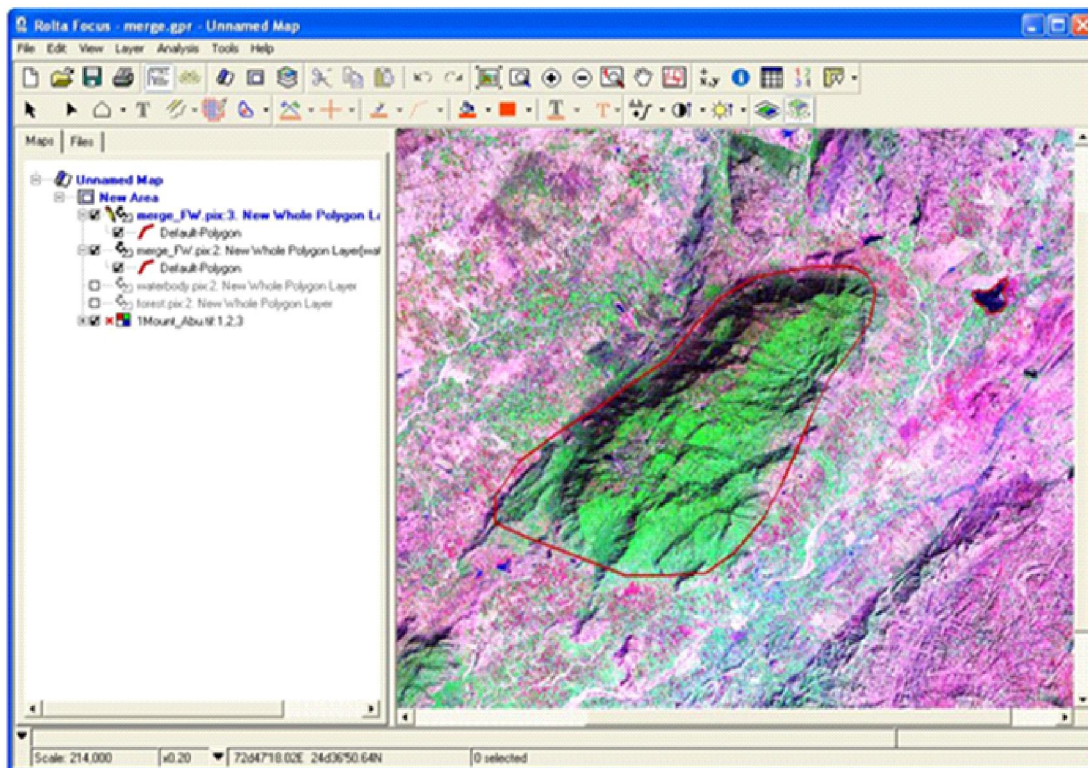 Rolta Focus - merge.gpr - Unnamed Map
File Edit View Layer Analysis Tools Help
T T T
x,y
Maps Files
Unnamed Map
New Area
merge_FW.pix:3. New Whole Polygon La
Default-Polygon
merge_FW.pix:2. New Whole Polygon Layer(wat
Default-Polygon
waterbody.pix:2. New Whole Polygon Layer
forest.pix:2. New Whole Polygon Layer
1Mount_Abu.tif:1,2,3
Scale: 214,000 x0.20 72d47'18.02E 24d36'50.64N 0 selected